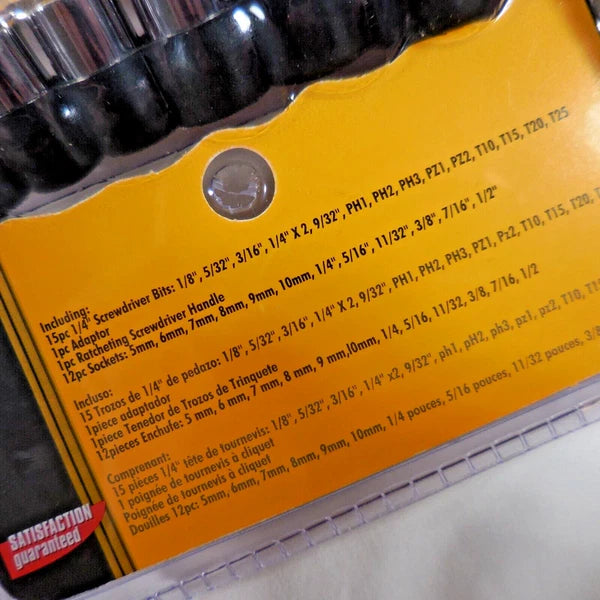 Including:
15pc 1/4" Screwdriver Bits: 1/8", 5/32", 3/16", 1/4" X 2, 9/32", PH1, PH2, PH3, PZ1, PZ2, T10, T15, T20, T25
1pc Adaptor
1pc Ratcheting Screwdriver Handle
12pc Sockets: 5mm, 6mm, 7mm, 8mm, 9mm, 10mm, 1/4", 5/16", 11/32", 3/8", 7/16", 1/2"
Incluso:
15 Trozos de 1/4" de pedazo: 1/8", 5/32", 3/16", 1/4" X 2, 9/32", PH1, PH2, PH3, PZ1, Pz2, T10, T15, T20,
1piece adaptador
1piece Tenedor de Trozos de Trinquete
12pieces Enchufe: 5 mm, 6 mm, 7 mm, 8 mm, 9 mm,l0mm, 1/4, 5/16, 11/32, 3/8, 7/16, 1/2
Comprenant:
15 pièces 1/4" tête de tournevis: 1/8", 5/32", 3/16", 1/4" x2, 9/32", ph1, pH2, ph3, pz1, pz2, T10, T15
1 poignée de tournevis à cliquet
Poignée de tournevis à cliquet
Douilles 12pc: 5mm, 6mm, 7mm, 8mm, 9mm, 10mm, 1/4 pouces, 5/16 pouces, 11/32 pouces, 3/8
SATISFACTION
guaranteed